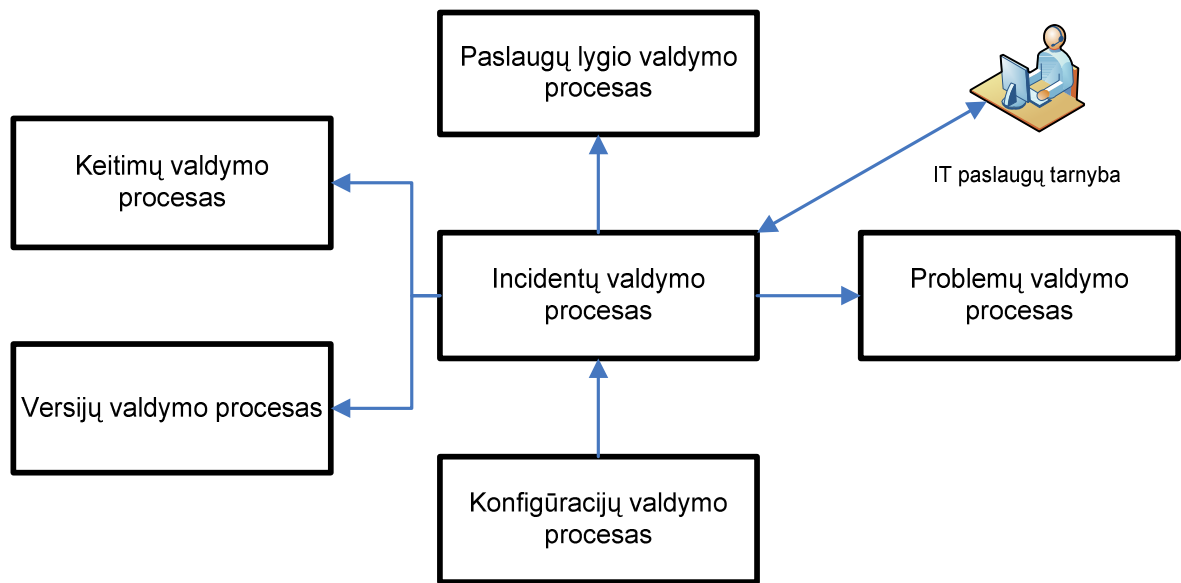 Paslaugų lygio valdymo
procesas
Keitimų valdymo
procesas
IT paslaugų tarnyba
Incidentų valdymo
procesas
Problemų valdymo
procesas
Versijų valdymo procesas
Konfigūracijų valdymo
procesas